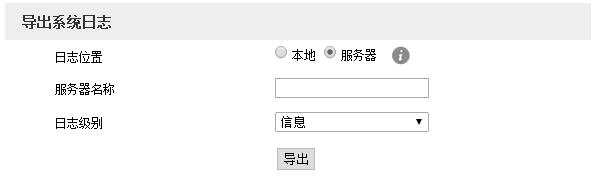 导出系统日志
日志位置 本地 服务器 i
服务器名称
日志级别 信息
导出